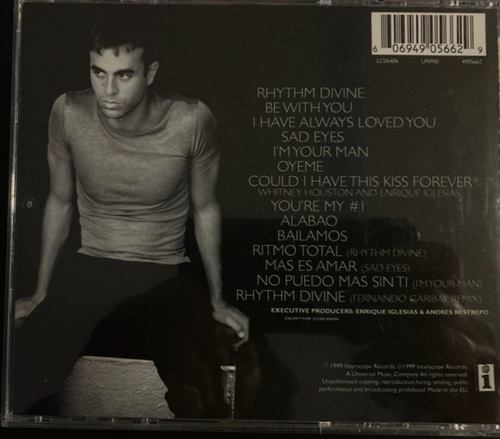 6 06949 05662 9
LC06406 UN900 4905662
RHYTHM DIVINE
BE WITH YOU
I HAVE ALWAYS LOVED YOU
SAD EYES
I'M YOUR MAN
OYEME
COULD I HAVE THIS KISS FOREVER*
WHITNEY HOUSTON AND ENRIQUE IGLESIAS
YOU'RE MY #1
ALABAO
BAILAMOS
RITMO TOTAL (RHYTHM DIVINE)
MAS ES AMAR (SAD EYES)
NO PUEDO MAS SIN TI (I'M YOUR MAN)
RHYTHM DIVINE (FERNANDO GARIBAY REMIX)
EXECUTIVE PRODUCERS: ENRIQUE IGLESIAS & ANDRES RESTREPO
℗ 1999 Interscope Records. ©1999 Interscope Records.
A Universal Music Company. All rights reserved.
Unauthorised copying, reproduction, hiring, lending, public
performance and broadcasting prohibited. Made in the EU.
i